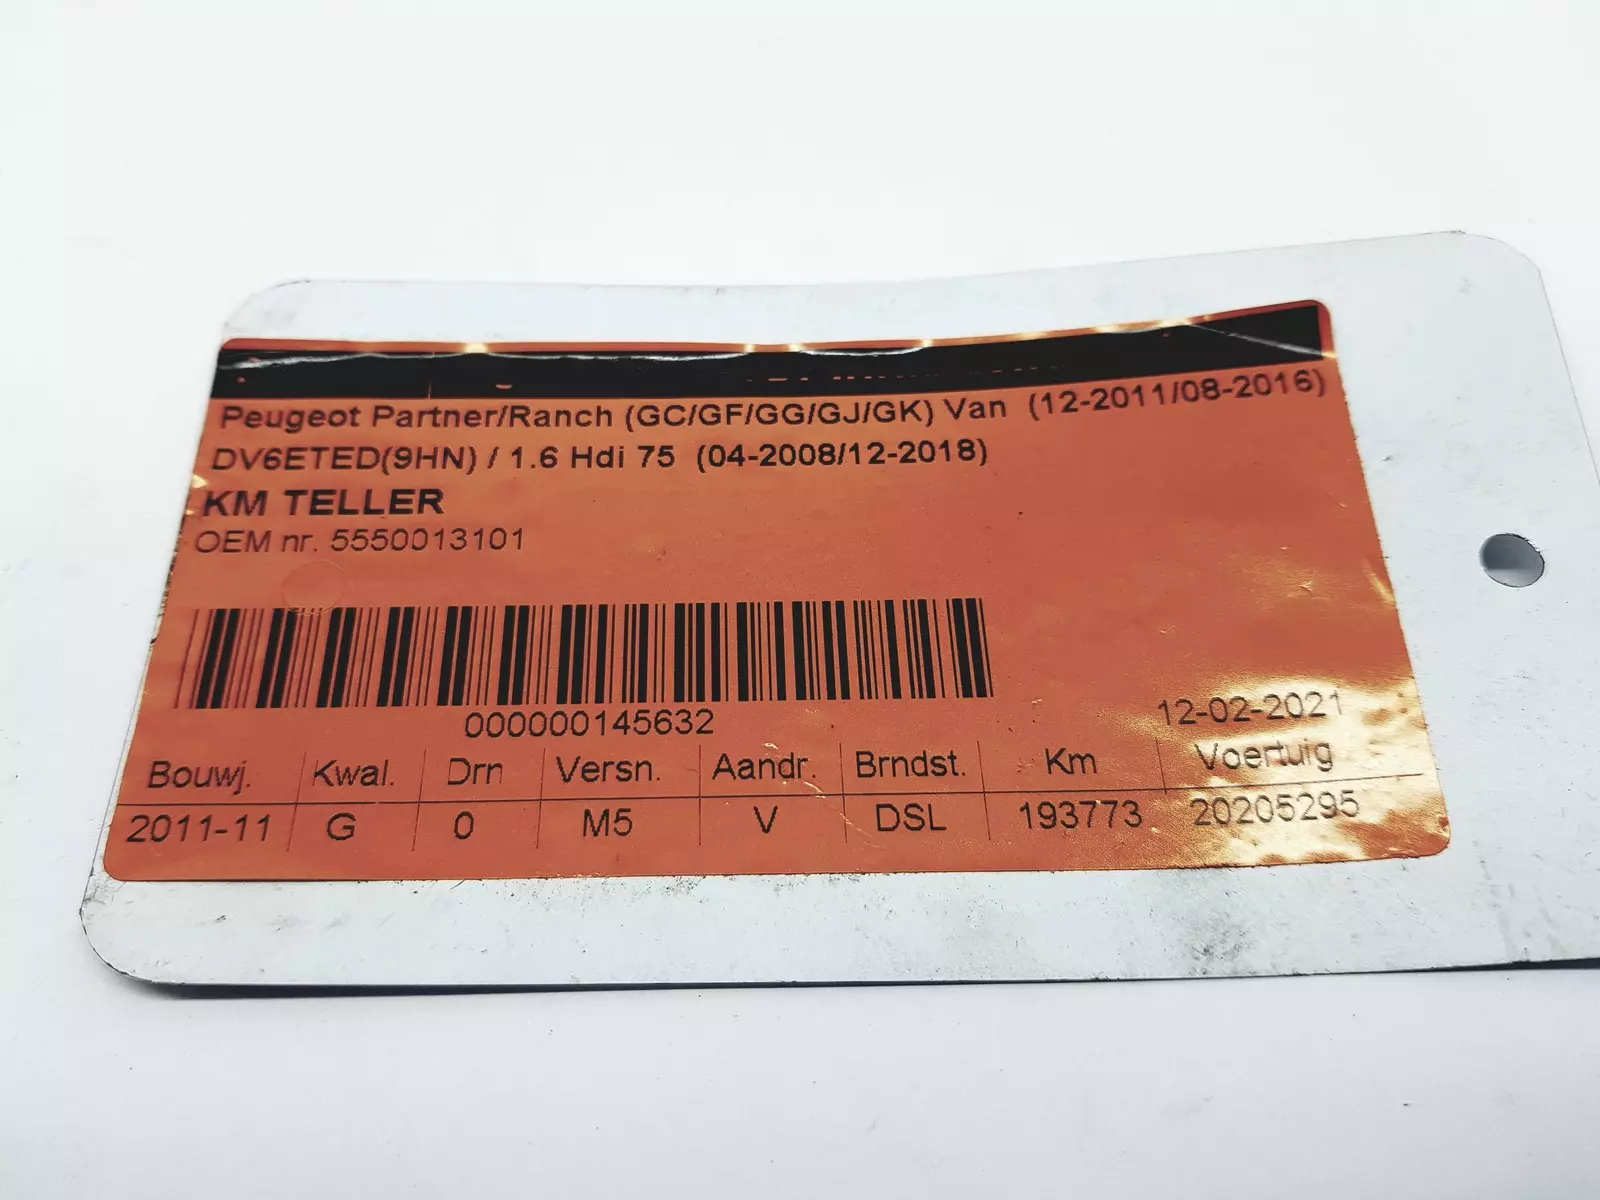 Peugeot Partner/Ranch (GC/GF/GG/GJ/GK) Van (12-2011/08-2016)
DV6ETED(9HN) / 1.6 Hdi 75 (04-2008/12-2018)
KM TELLER
OEM nr. 5550013101
000000145632
12-02-2021
Bouwj. Kwal. Drn Versn. Aandr. Brndst. Km Voertuig
2011-11 G 0 M5 V DSL 193773 20205295